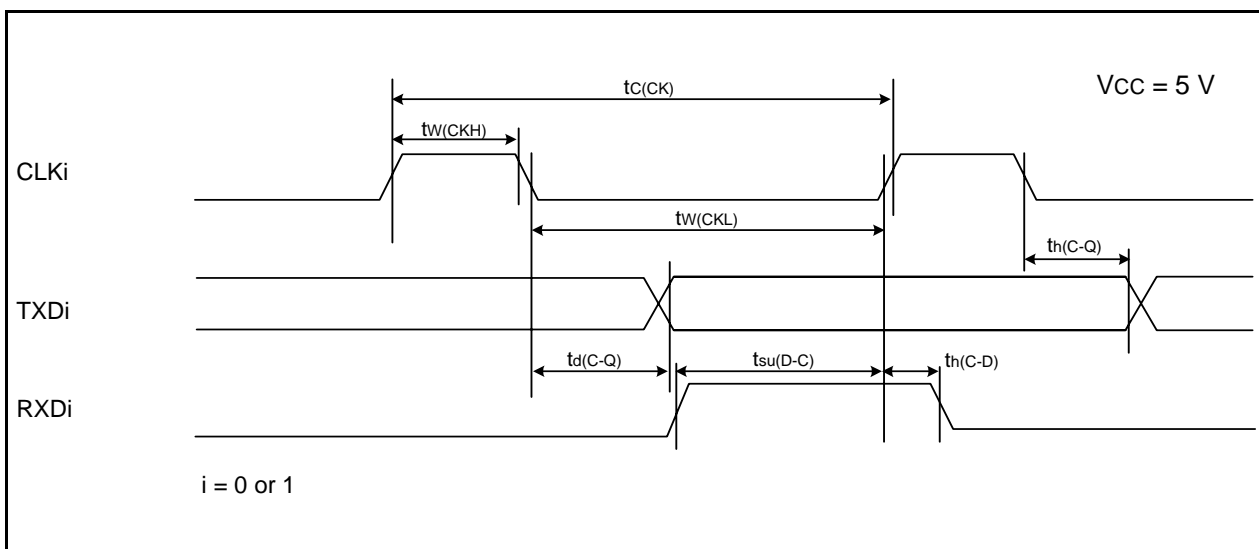 tC(CK)
VCC = 5 V
tW(CKH)
CLKi
tW(CKL)
th(C-Q)
TXDi
td(C-Q)
tsu(D-C)
th(C-D)
RXDi
i = 0 or 1